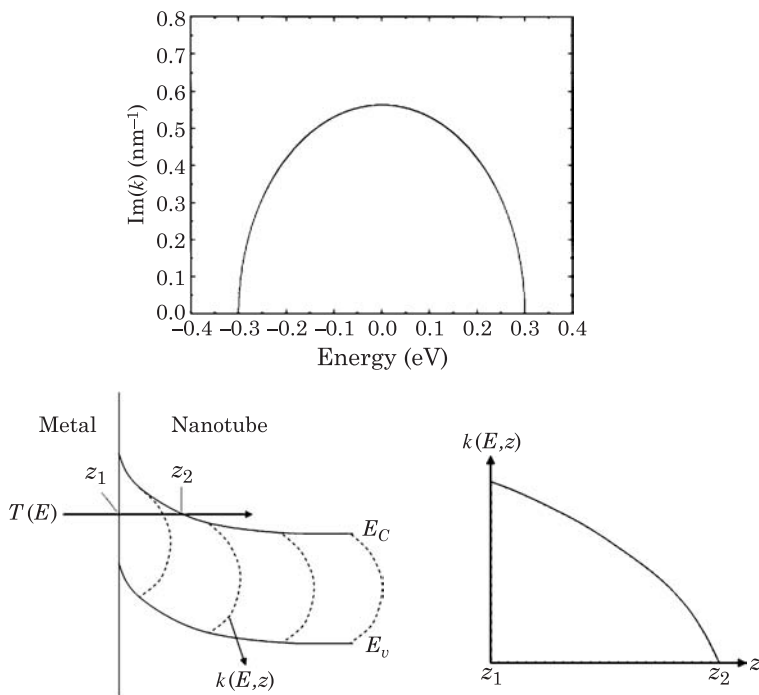 0.8
0.7
0.6
0.5
0.4
0.3
0.2
0.1
0.0
Im(k) (nm⁻¹)
−0.4 −0.3 −0.2 −0.1 0.0 0.1 0.2 0.3 0.4
Energy (eV)
Metal Nanotube
z₁
z₂
T(E)
E_C
E_v
k(E,z)
k(E,z)
z₁ z₂ z